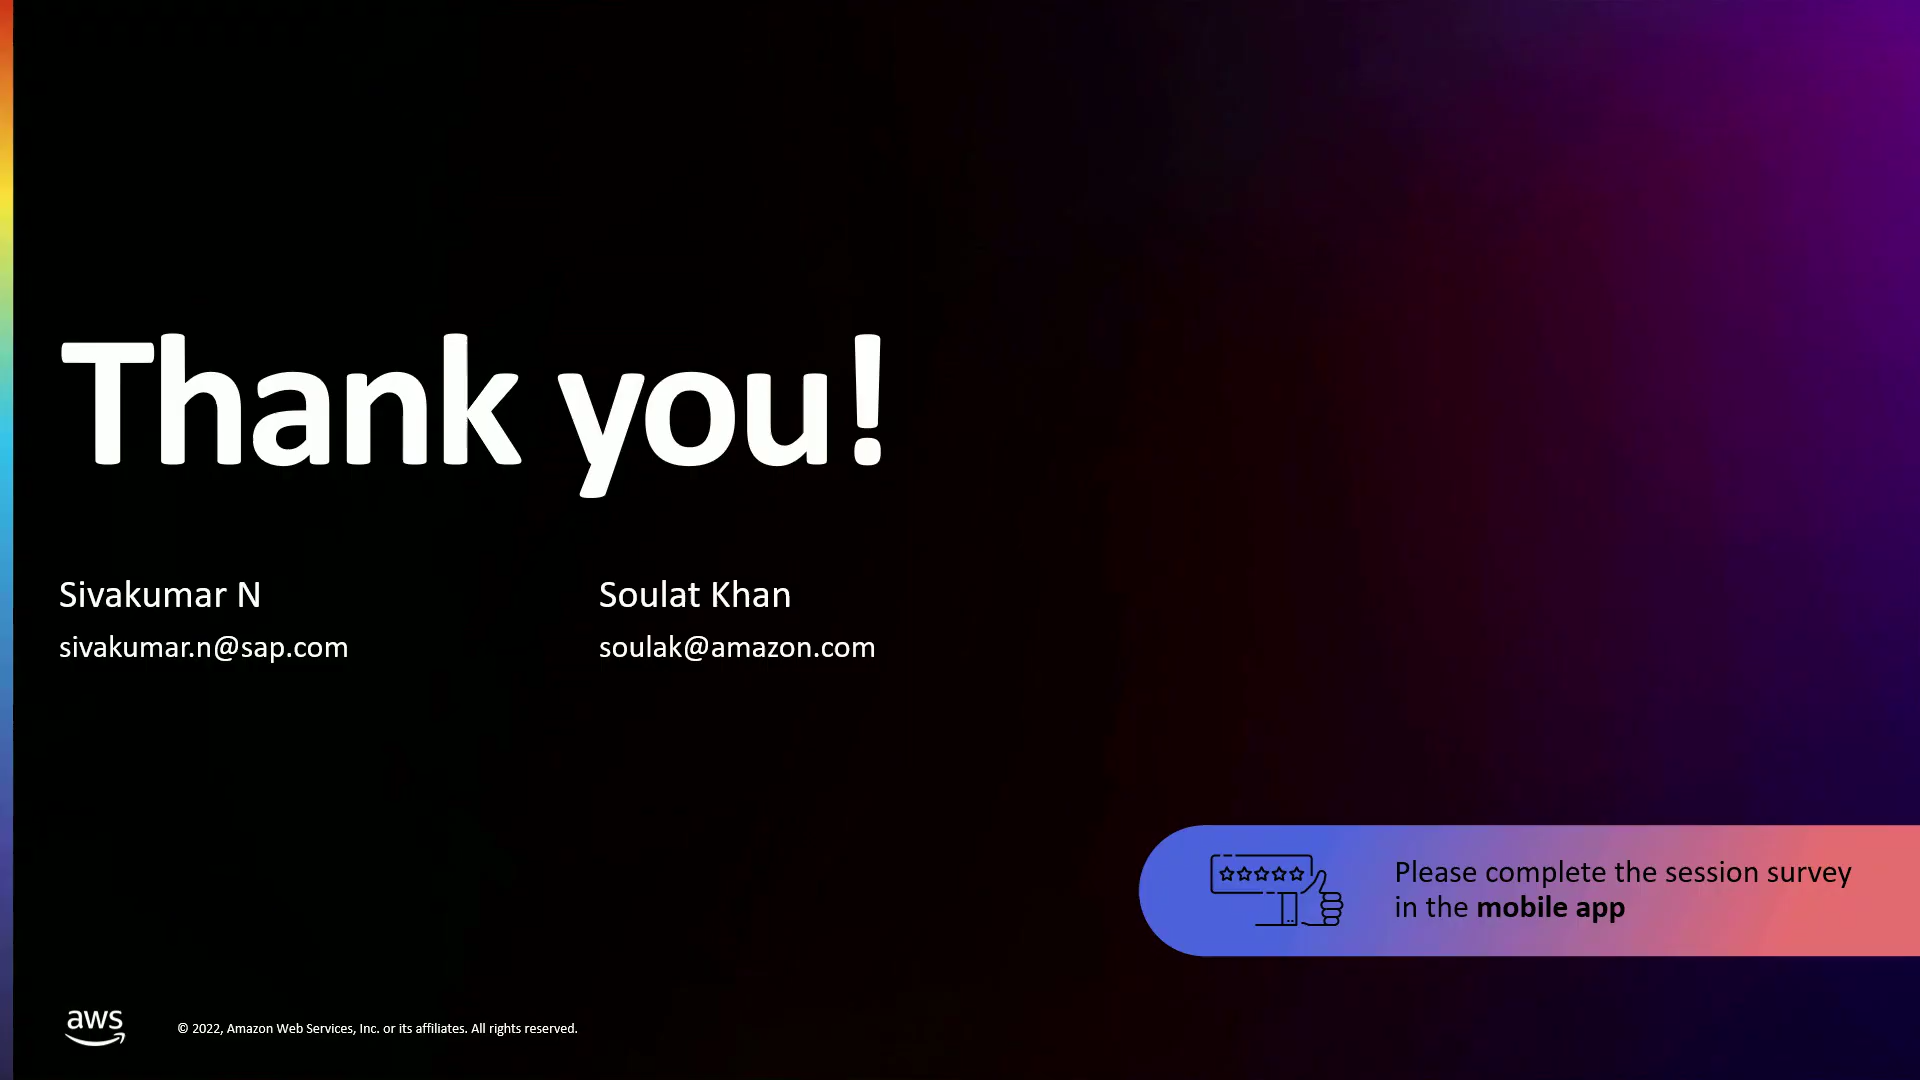 Thank you!
Sivakumar N
sivakumar.n@sap.com
Soulat Khan
soulak@amazon.com
Please complete the session survey
in the mobile app
aws
© 2022, Amazon Web Services, Inc. or its affiliates. All rights reserved.